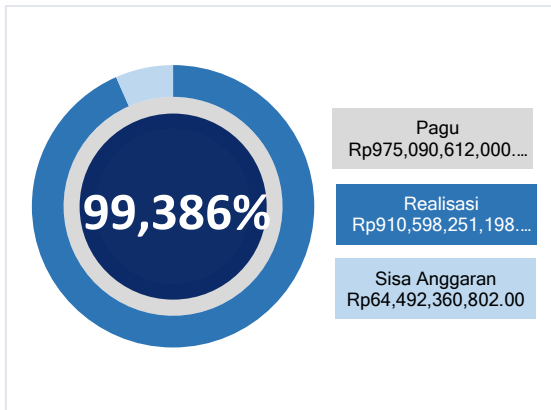 99,386%
Pagu
Rp975,090,612,000....
Realisasi
Rp910,598,251,198....
Sisa Anggaran
Rp64,492,360,802.00